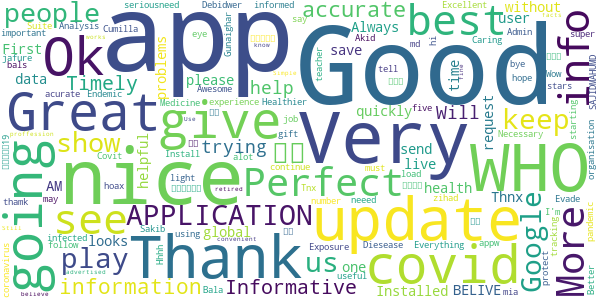 people
Suite
Analysis
Cumilla
seriousneed
Debidwer
informed
Excellent
facts
important
First
Ok
app
best
accurate
Super
user
without
Always
say
jafure
bals
data
Timely
problems
please
save
Gunaighar
eye
know
Akid
Caring
Admin
Wow
info
acurate
Endemic
Medicine
Awesome
experience
help
Healthier
teacher
tell
hi
md
bye
hope
stars
Great
Good
time
Will
quickly
five
Covit
Install
Use
job
gift
alot
trying
give
show
helpful
Very
request
keep
Necessary
starting
organisation
SAJIDMAHMUD
going
nice
AM
may
hoax
light
retired
continue
Perfect
Tnx
send
live
load
must
health
WHO
number
neeed
zihad
Thnx
Evade
see
APPLICATION
update
More
Google
I'm
tracking
protect
pandemic
thamk
infected
follow
looks
Sakib
using
global
convenient
us
one
useful
Exposure
Diesease
Everything
appw
coronavirus
play
Thank
covid
Hhhh
Bala
information
advertised
believe
Informative
Installed
BELIVE
mia
Better